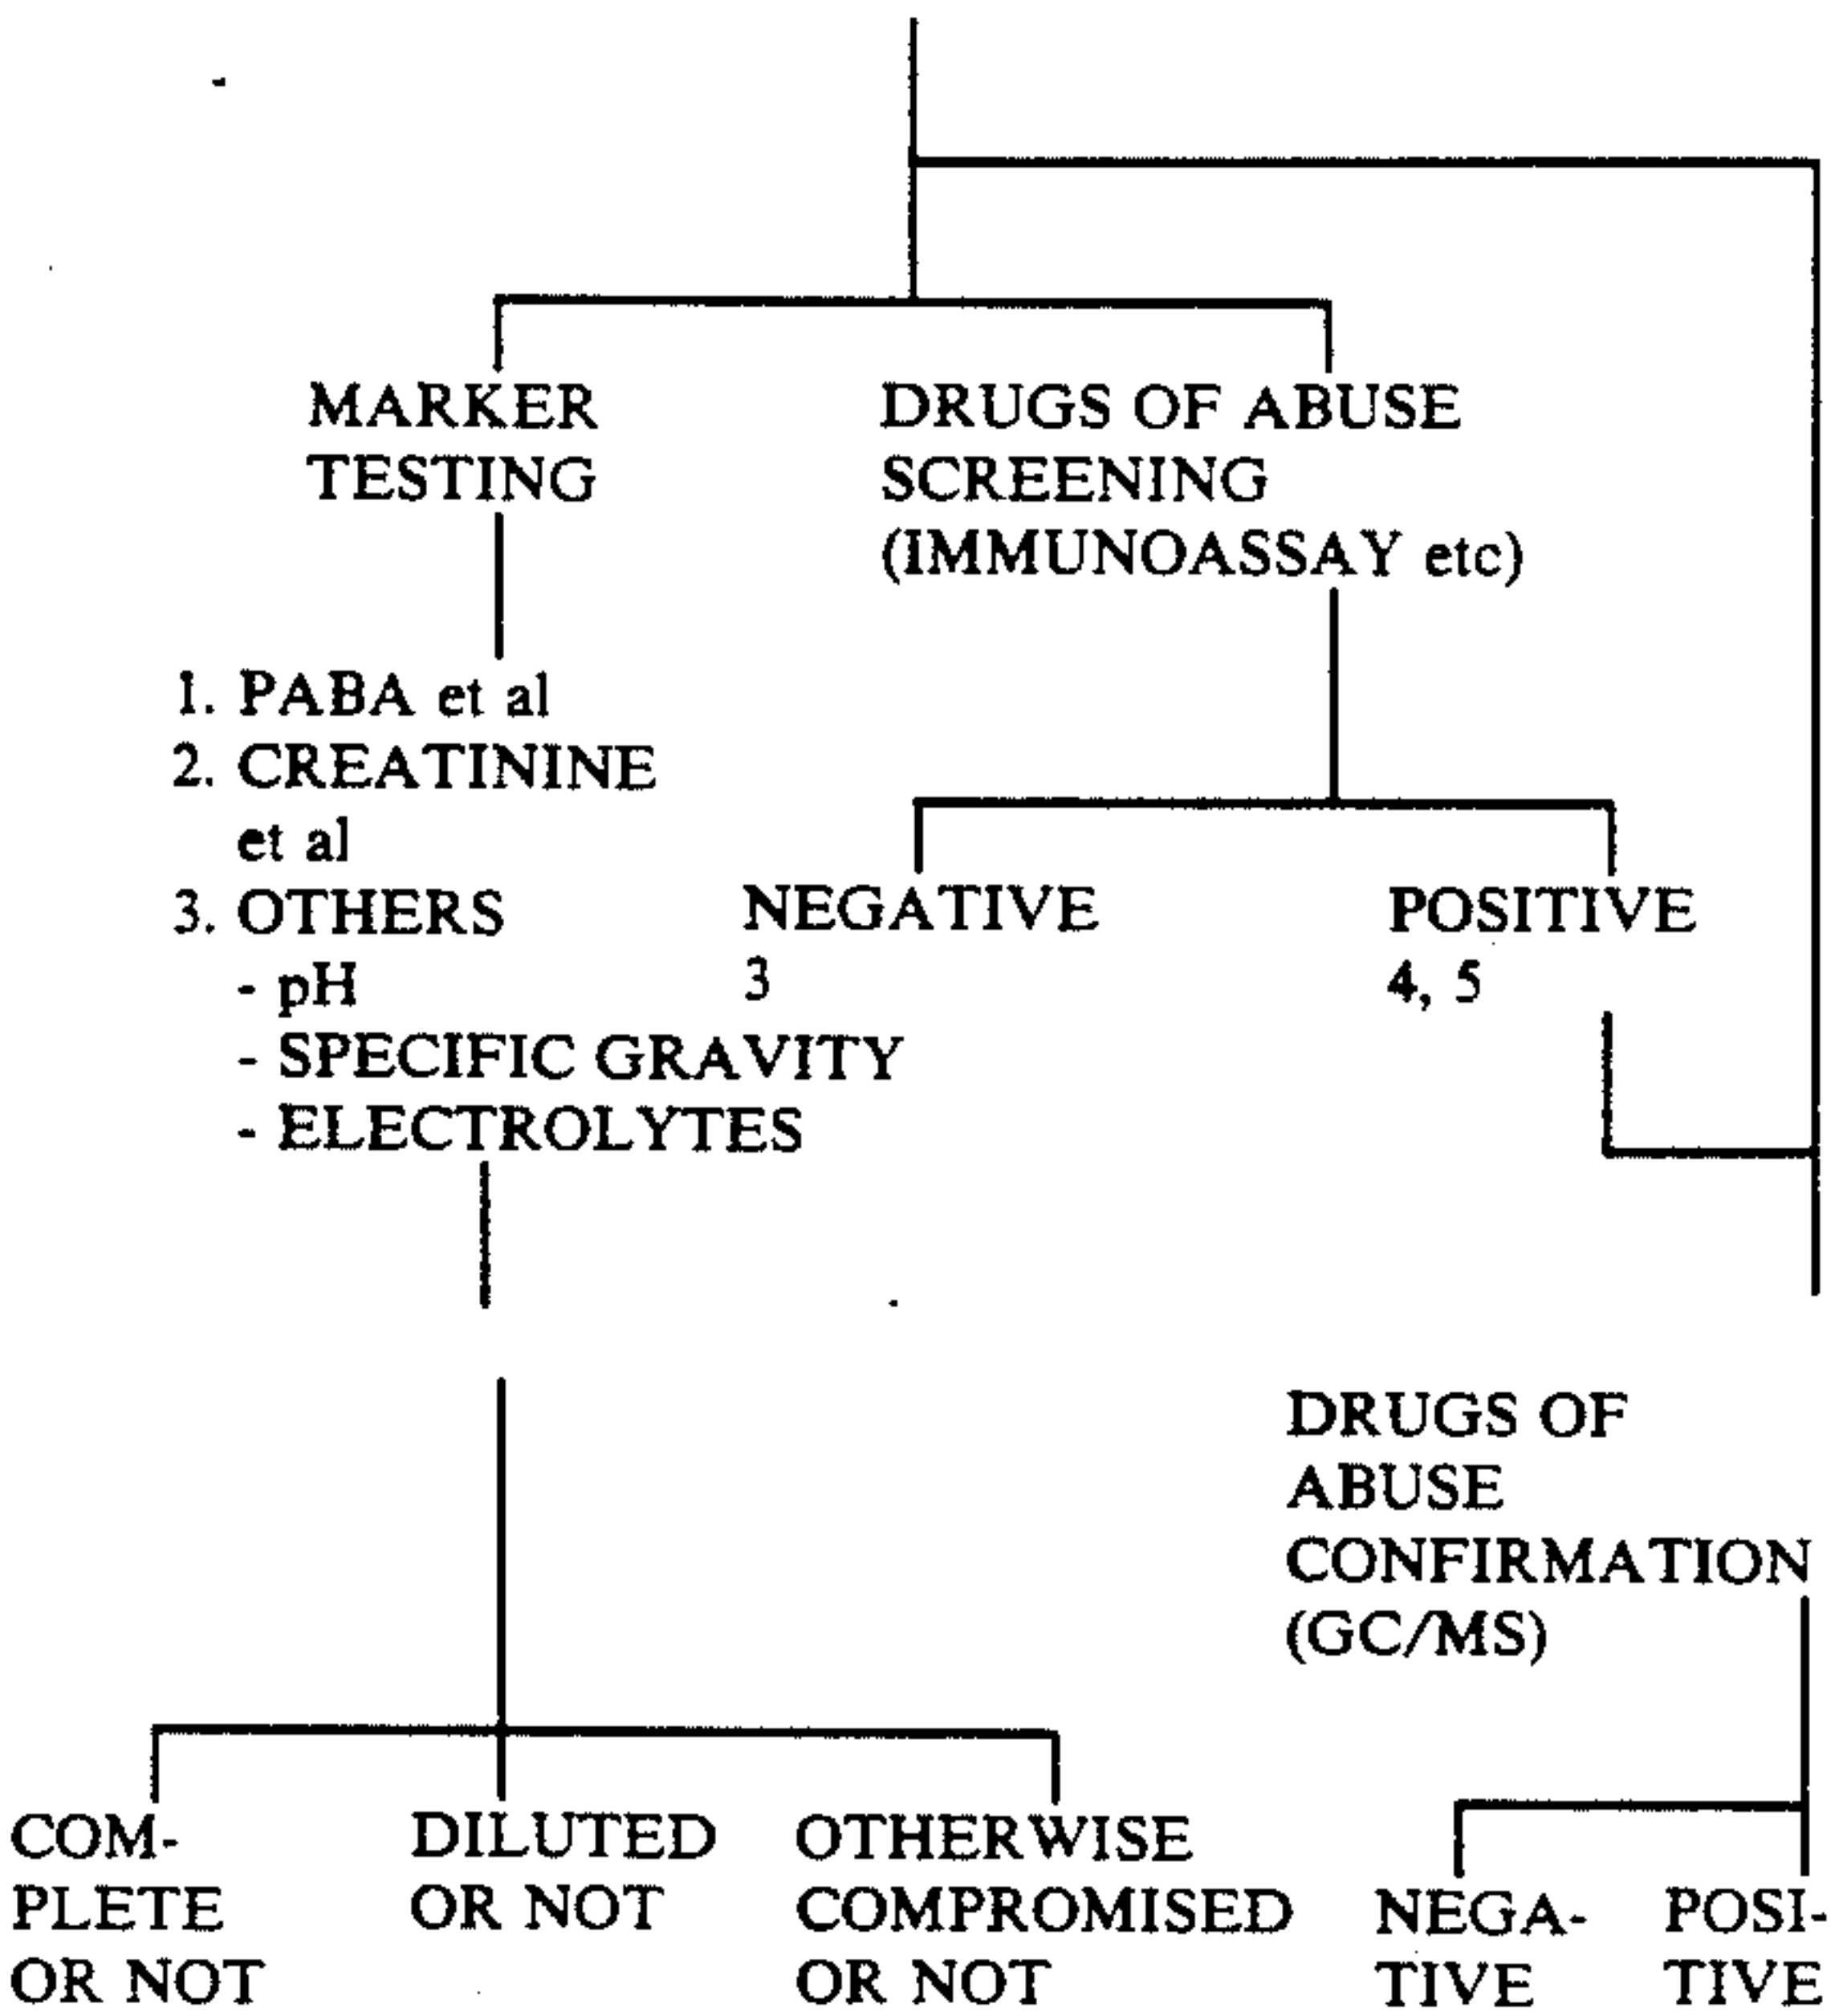 MARKER
TESTING
DRUGS OF ABUSE
SCREENING
(IMMUNOASSAY etc)
1. PABA et al
2. CREATININE
et al
3. OTHERS
- pH
- SPECIFIC GRAVITY
- ELECTROLYTES
NEGATIVE
3
POSITIVE
4, 5
DRUGS OF
ABUSE
CONFIRMATION
(GC/MS)
COM-
PLETE
OR NOT
DILUTED
OR NOT
OTHERWISE
COMPROMISED
OR NOT
NEGA-
TIVE
POSI-
TIVE